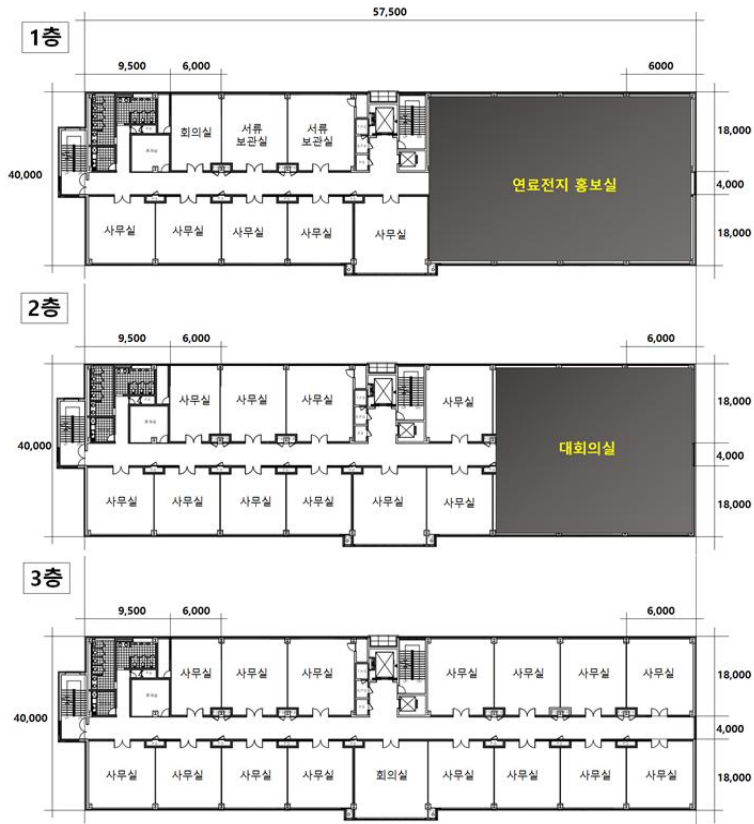 57,500
1층
9,500
6,000
6000
회의실
서류
보관실
서류
보관실
18,000
40,000
연료전지 홍보실
4,000
사무실
사무실
사무실
사무실
사무실
18,000
2층
9,500
6,000
6,000
사무실
사무실
사무실
사무실
18,000
40,000
대회의실
4,000
사무실
사무실
사무실
사무실
사무실
사무실
18,000
3층
9,500
6,000
6,000
사무실
사무실
사무실
사무실
사무실
사무실
사무실
18,000
40,000
4,000
사무실
사무실
사무실
사무실
회의실
사무실
사무실
사무실
사무실
18,000